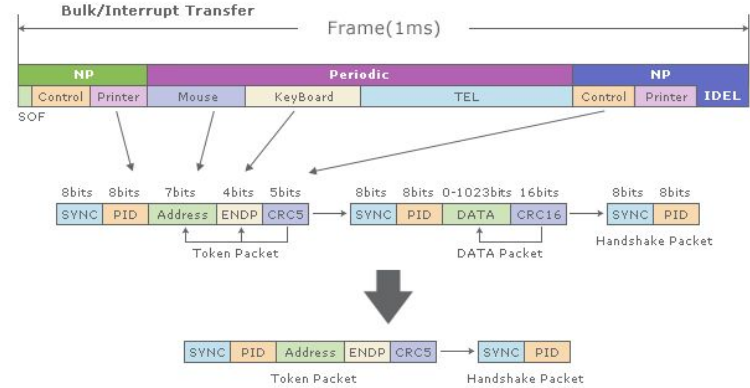 Bulk/Interrupt Transfer
Frame(1ms)
NP Periodic NP
Control Printer Mouse KeyBoard TEL Control Printer IDEL
SOF
8bits 8bits 7bits 4bits 5bits 8bits 8bits 0-1023bits 16bits 8bits 8bits
SYNC PID Address ENDP CRC5 SYNC PID DATA CRC16 SYNC PID
Token Packet DATA Packet Handshake Packet
SYNC PID Address ENDP CRC5 SYNC PID
Token Packet Handshake Packet